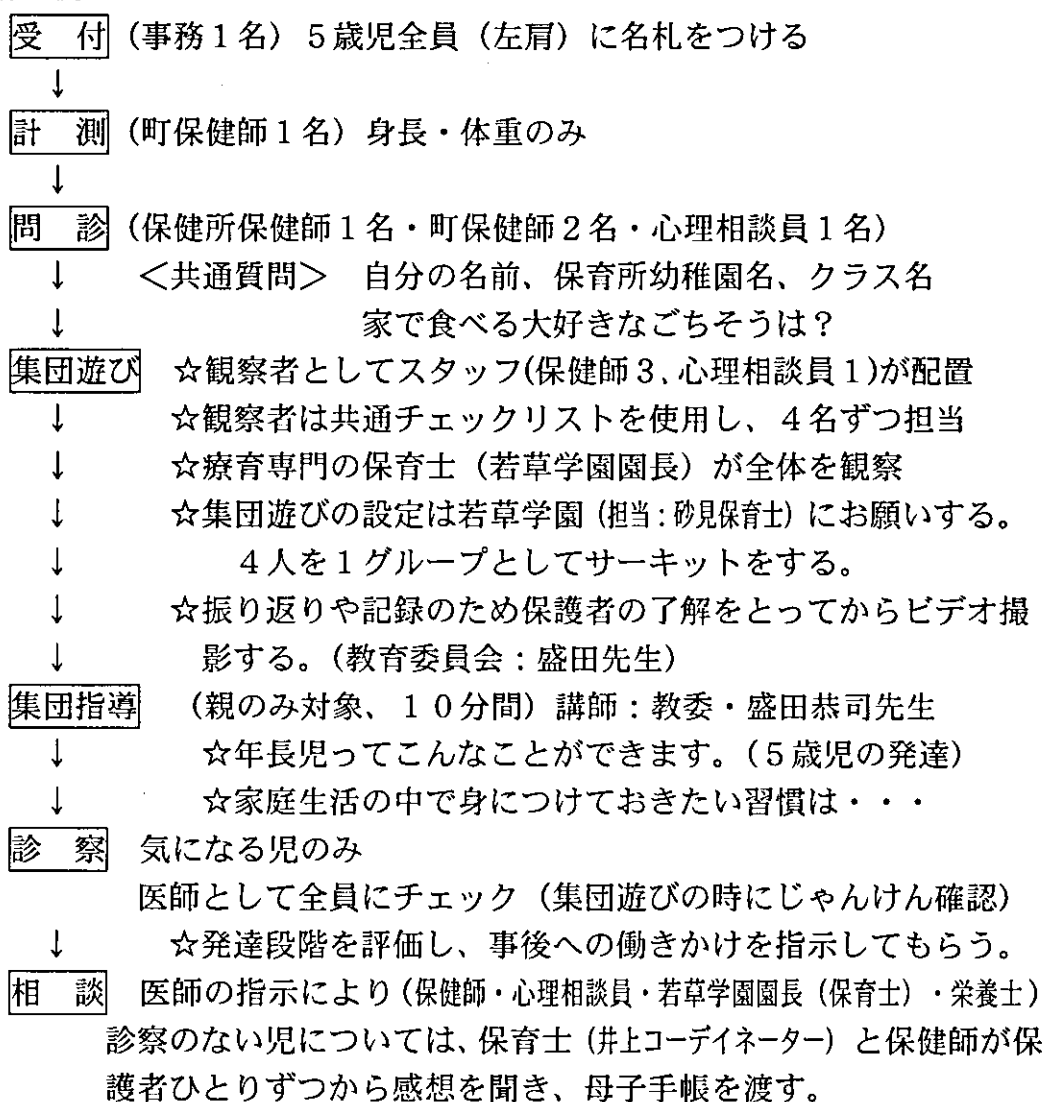 受　付 (事務1名) 5歳児全員 (左肩) に名札をつける
↓
計　測 (町保健師1名) 身長・体重のみ
↓
問　診 (保健所保健師1名・町保健師2名・心理相談員1名)
↓ ＜共通質問＞ 自分の名前、保育所幼稚園名、クラス名
↓ 家で食べる大好きなごちそうは？
集団遊び ☆観察者としてスタッフ(保健師3、心理相談員1)が配置
↓ ☆観察者は共通チェックリストを使用し、4名ずつ担当
↓ ☆療育専門の保育士（若草学園園長）が全体を観察
↓ ☆集団遊びの設定は若草学園 (担当:砂見保育士) にお願いする。
↓ 4人を1グループとしてサーキットをする。
↓ ☆振り返りや記録のため保護者の了解をとってからビデオ撮
↓ 影する。(教育委員会：盛田先生)
集団指導 (親のみ対象、10分間) 講師：教委・盛田恭司先生
↓ ☆年長児ってこんなことができます。(5歳児の発達)
↓ ☆家庭生活の中で身につけておきたい習慣は・・・
診　察 気になる児のみ
医師として全員にチェック（集団遊びの時にじゃんけん確認）
↓ ☆発達段階を評価し、事後への働きかけを指示してもらう。
相　談 医師の指示により (保健師・心理相談員・若草学園園長（保育士）・栄養士)
診察のない児については、保育士 (井上コーデイネーター) と保健師が保
護者ひとりずつから感想を聞き、母子手帳を渡す。